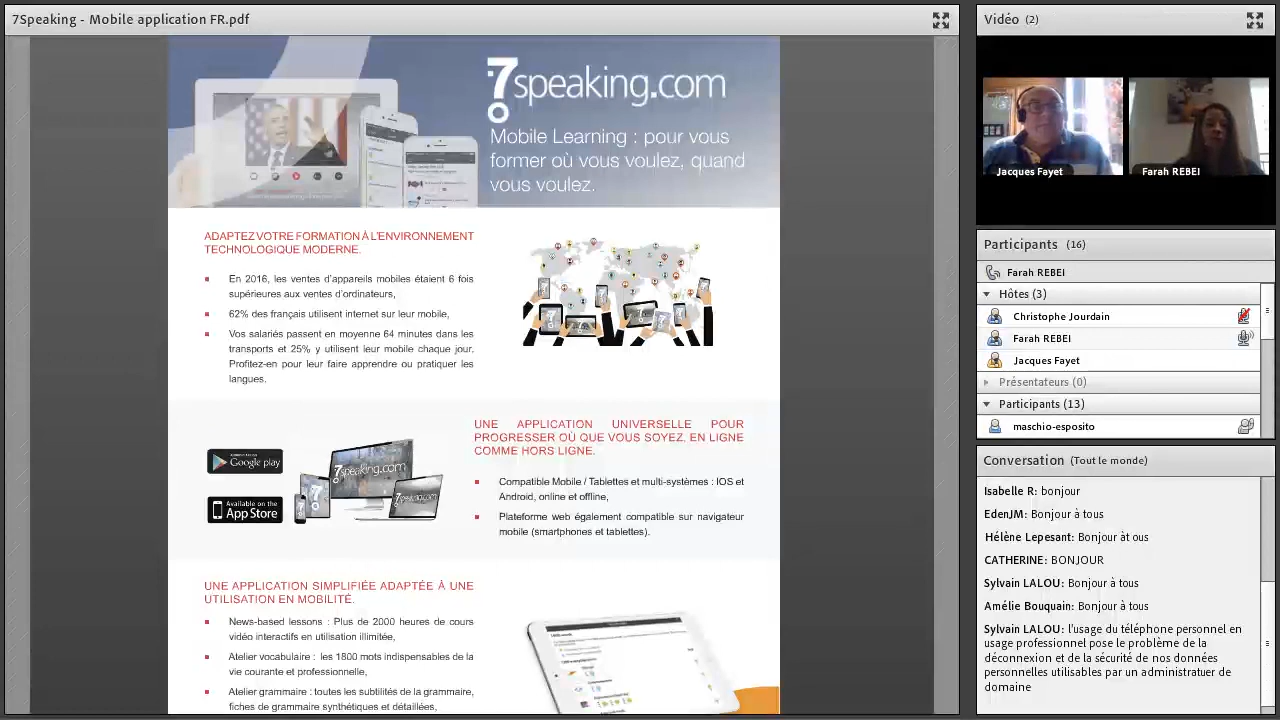 7Speaking - Mobile application FR.pdf
7speaking.com
Mobile Learning : pour vous
former où vous voulez, quand
vous voulez.
ADAPTEZ VOTRE FORMATION À L'ENVIRONNEMENT
TECHNOLOGIQUE MODERNE.
En 2016, les ventes d'appareils mobiles étaient 6 fois
supérieures aux ventes d'ordinateurs,
62% des français utilisent internet sur leur mobile,
Vos salariés passent en moyenne 64 minutes dans les
transports et 25% y utilisent leur mobile chaque jour.
Profitez-en pour leur faire apprendre ou pratiquer les
langues.
UNE APPLICATION UNIVERSELLE POUR
PROGRESSER OÙ QUE VOUS SOYEZ, EN LIGNE
COMME HORS LIGNE.
Google play
Available on the
App Store
7speaking.com
7speaking.com
Compatible Mobile / Tablettes et multi-systèmes : IOS et
Android, online et offline,
Plateforme web également compatible sur navigateur
mobile (smartphones et tablettes).
UNE APPLICATION SIMPLIFIÉE ADAPTÉE À UNE
UTILISATION EN MOBILITÉ.
News-based lessons : Plus de 2000 heures de cours
vidéo interactifs en utilisation illimitée,
Atelier vocabulaire : les 1800 mots indispensables de la
vie courante et professionnelle,
Atelier grammaire : toutes les subtilités de la grammaire,
fiches de grammaire synthétiques et détaillées,
Vidéo (2)
Jacques Fayet
Farah REBEI
Participants (16)
Farah REBEI
Hôtes (3)
Christophe Jourdain
Farah REBEI
Jacques Fayet
Présentateurs (0)
Participants (13)
maschio-esposito
Conversation (Tout le monde)
Isabelle R: bonjour
EdenJM: Bonjour à tous
Hélène Lepesant: Bonjour àt ous
CATHERINE: BONJOUR
Sylvain LALOU: Bonjour à tous
Amélie Bouquain: Bonjour à tous
Sylvain LALOU: l'usage du téléphone personnel en
usage professionnel pose le problème de la
déconnexion et de la sécurité de nos données
personnelles utilisables par un administratuer de
domaine